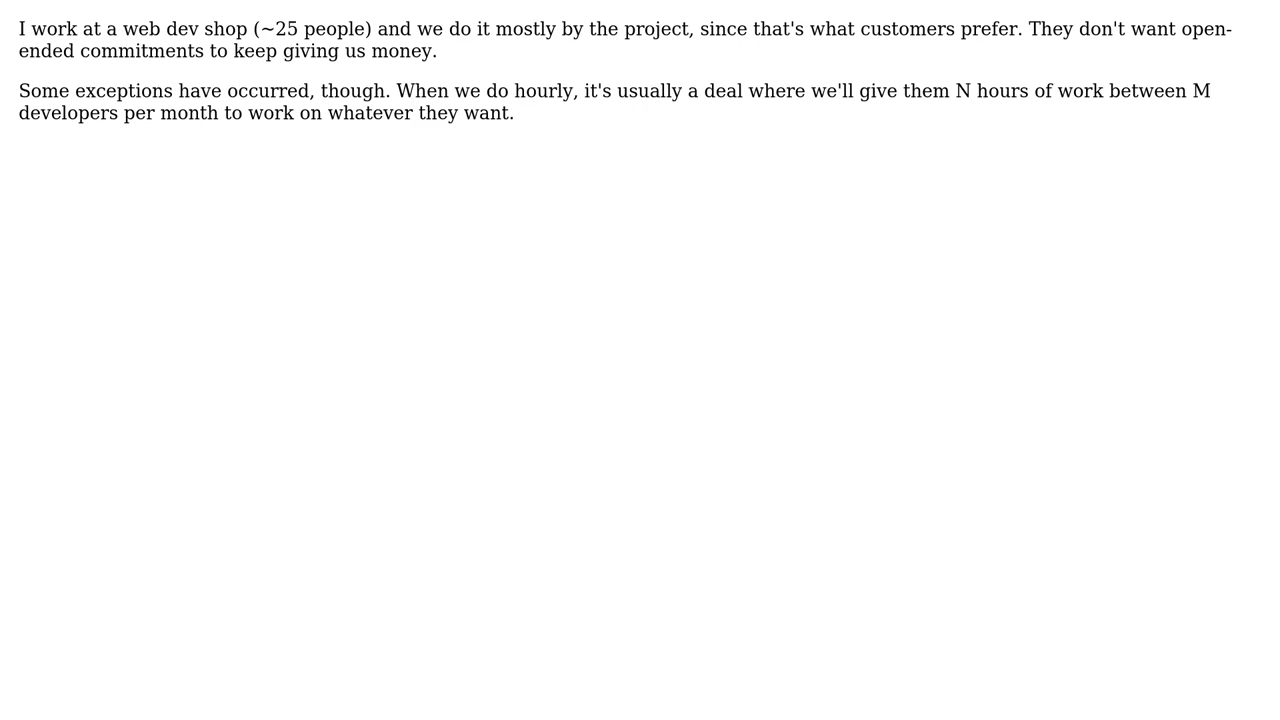 I work at a web dev shop (~25 people) and we do it mostly by the project, since that's what customers prefer. They don't want open-
ended commitments to keep giving us money.
Some exceptions have occurred, though. When we do hourly, it's usually a deal where we'll give them N hours of work between M
developers per month to work on whatever they want.